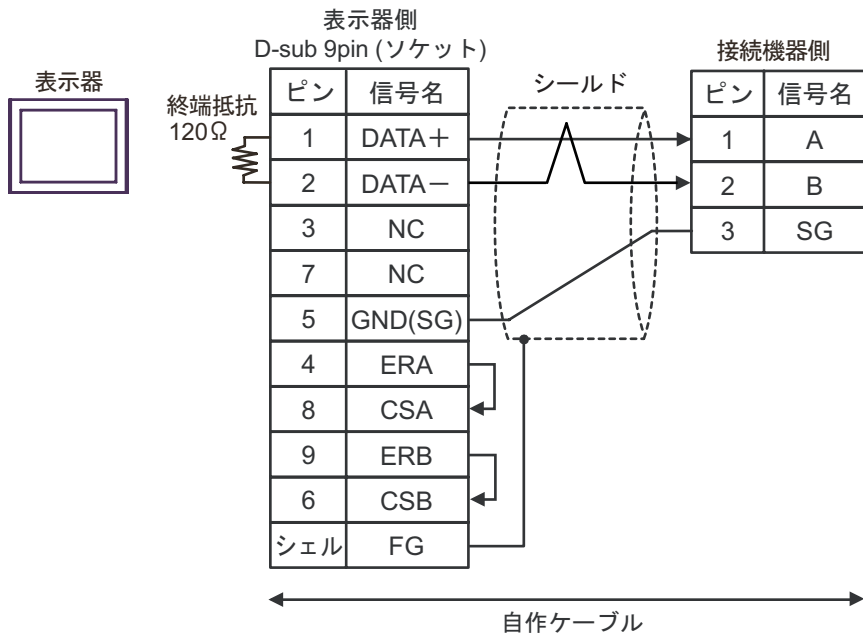 表示器側
D-sub 9pin (ソケット)
接続機器側
表示器
終端抵抗
120Ω
シールド
ピン 信号名
1 DATA＋
2 DATA－
3 NC
7 NC
5 GND(SG)
4 ERA
8 CSA
9 ERB
6 CSB
シェル FG
ピン 信号名
1 A
2 B
3 SG
自作ケーブル